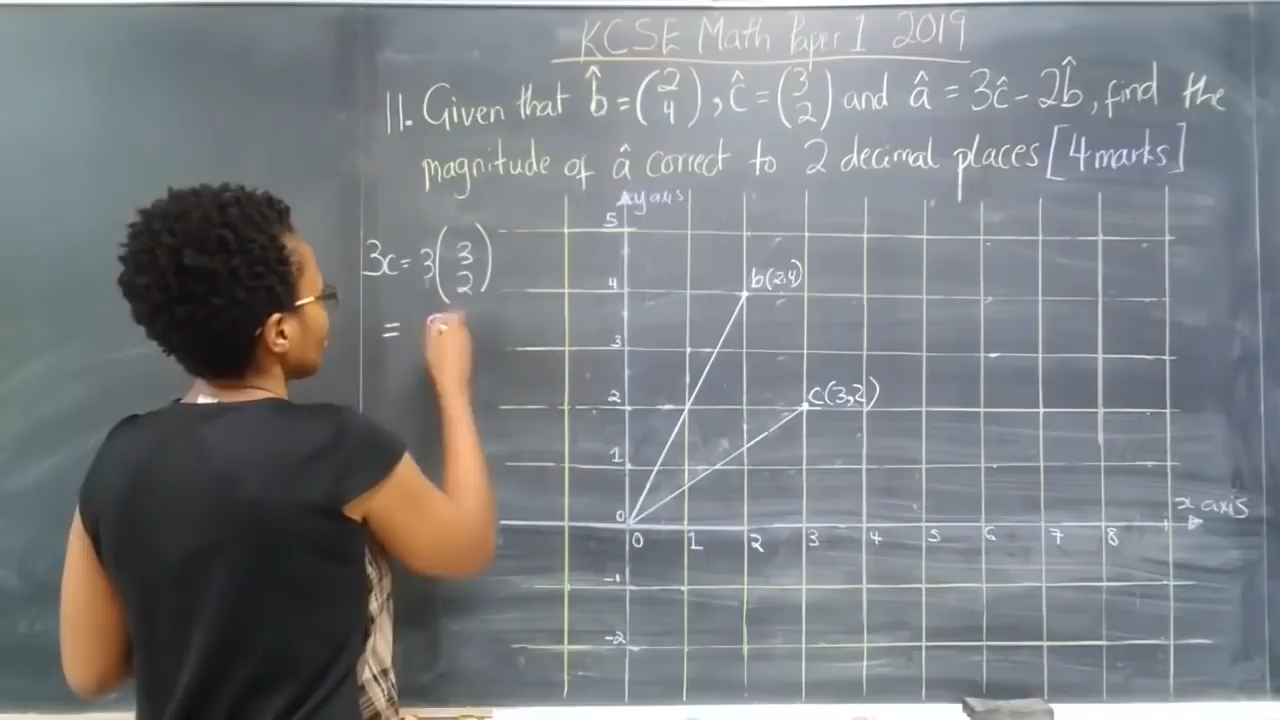 KCSE Math Paper 1 2019
11. Given that b̂ = (2 4), ĉ = (3 2) and â = 3ĉ - 2b̂, find the
magnitude of â correct to 2 decimal places [4 marks]
3c = 3(3 2)
=
y axis
5
4
3
2
1
0
-1
-2
b(2,4)
c(3,2)
0 1 2 3 4 5 6 7 8
x axis